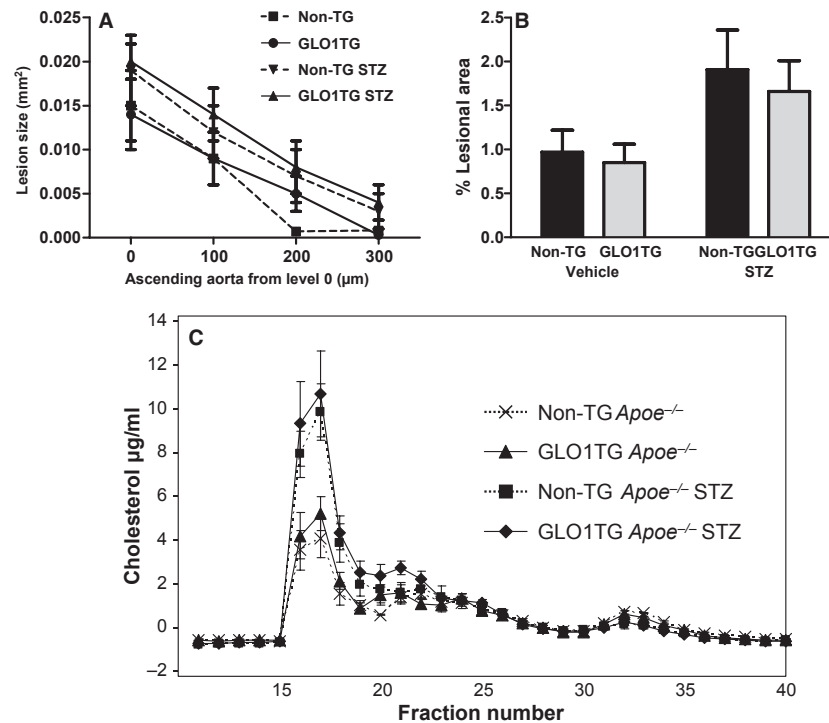 A
Non-TG
GLO1TG
Non-TG STZ
GLO1TG STZ
0.025
0.020
0.015
0.010
0.005
0.000
Lesion size (mm²)
0 100 200 300
Ascending aorta from level 0 (µm)
B
2.5
2.0
1.5
1.0
0.5
0.0
% Lesional area
Non-TG GLO1TG Non-TGGLO1TG
Vehicle STZ
C
14
12
10
8
6
4
2
0
–2
Cholesterol µg/ml
Non-TG Apoe–/–
GLO1TG Apoe–/–
Non-TG Apoe–/– STZ
GLO1TG Apoe–/– STZ
15 20 25 30 35 40
Fraction number